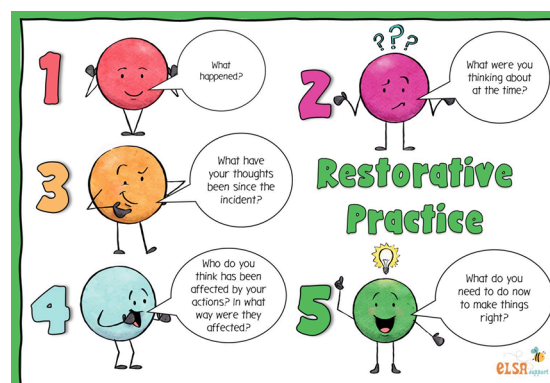 1
What
happened?
???
2
What were you
thinking about
at the time?
3
What have
your thoughts
been since the
incident?
Restorative
Practice
4
Who do you
think has been
affected by your
actions? In what
way were they
affected?
5
What do you
need to do now
to make things
right?
ELSA support